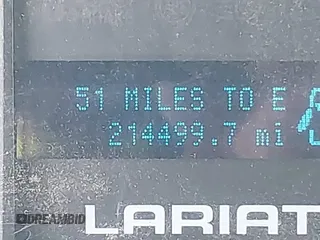 51 MILES TO E
214499.7 mi
DREAMBID
LARIAT